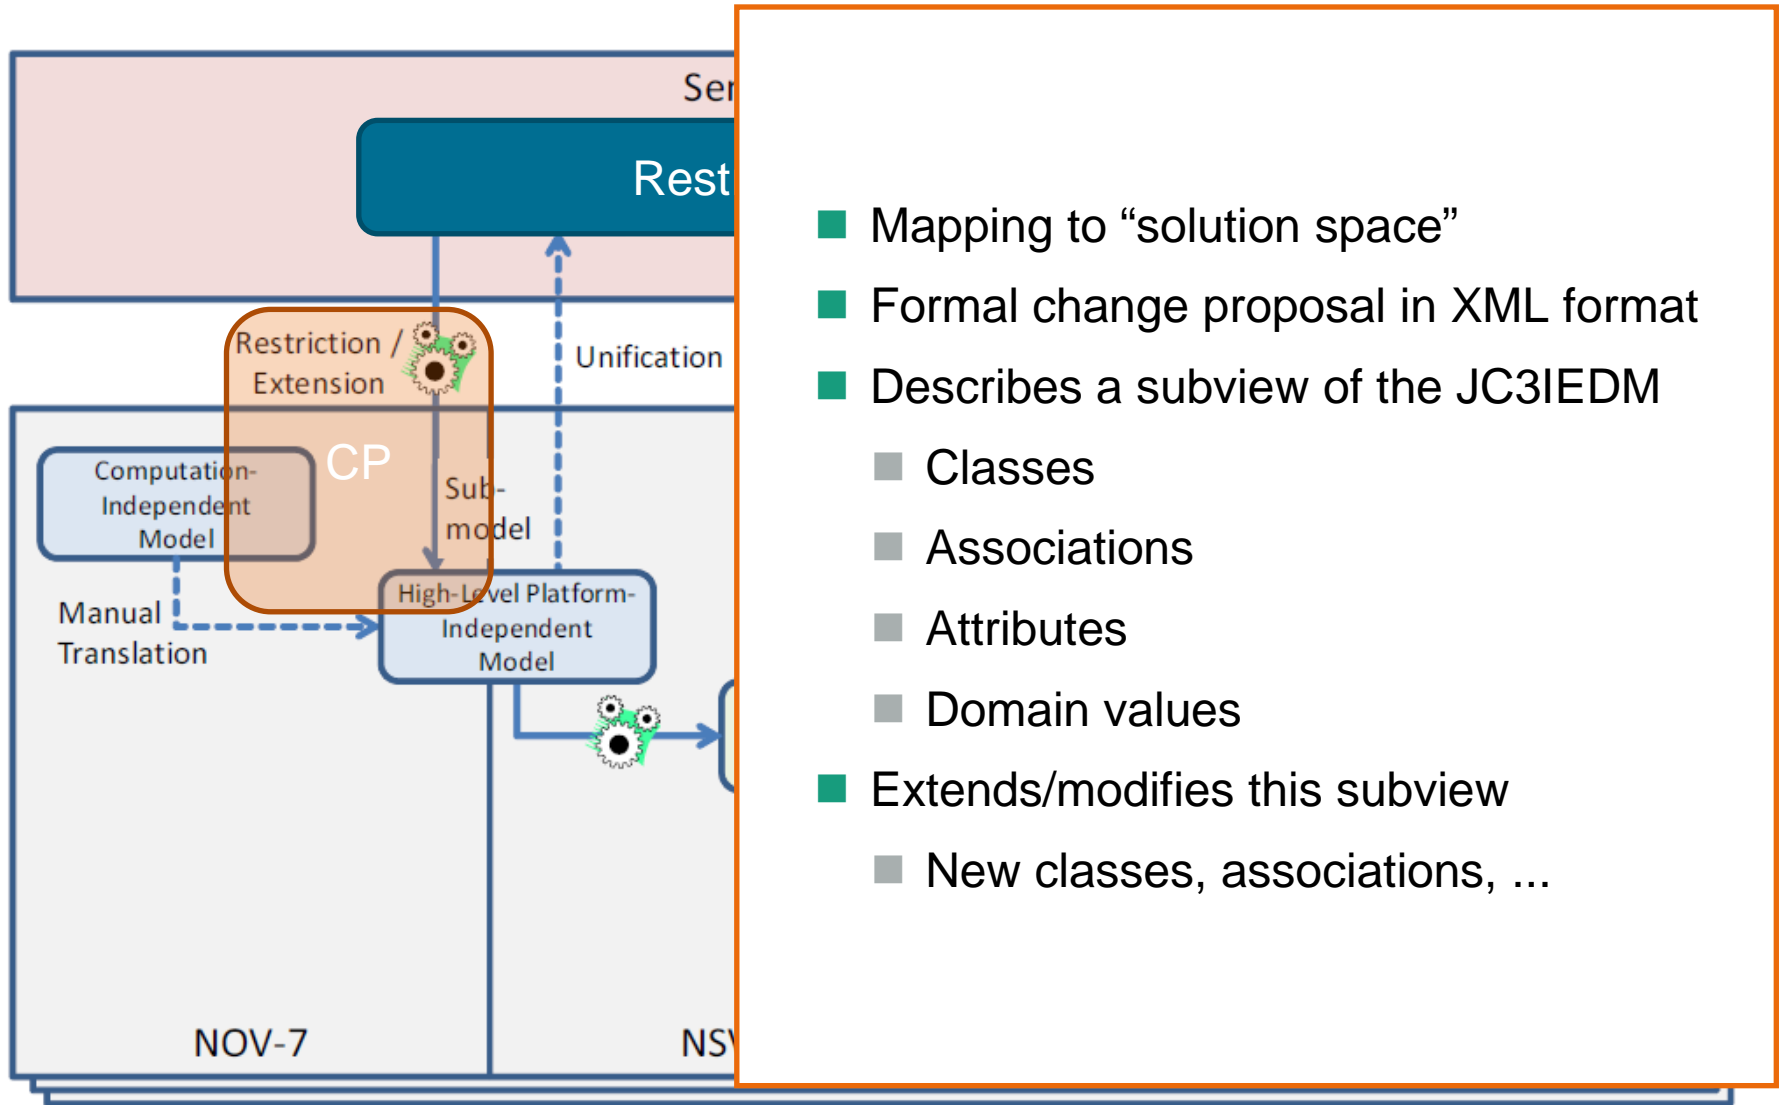 Ser
Rest
Restriction /
Extension
Unification
CP
Computation-
Independent
Model
Sub-
model
Manual
Translation
High-Level Platform-
Independent
Model
NOV-7
NSV
Mapping to “solution space”
Formal change proposal in XML format
Describes a subview of the JC3IEDM
Classes
Associations
Attributes
Domain values
Extends/modifies this subview
New classes, associations, ...